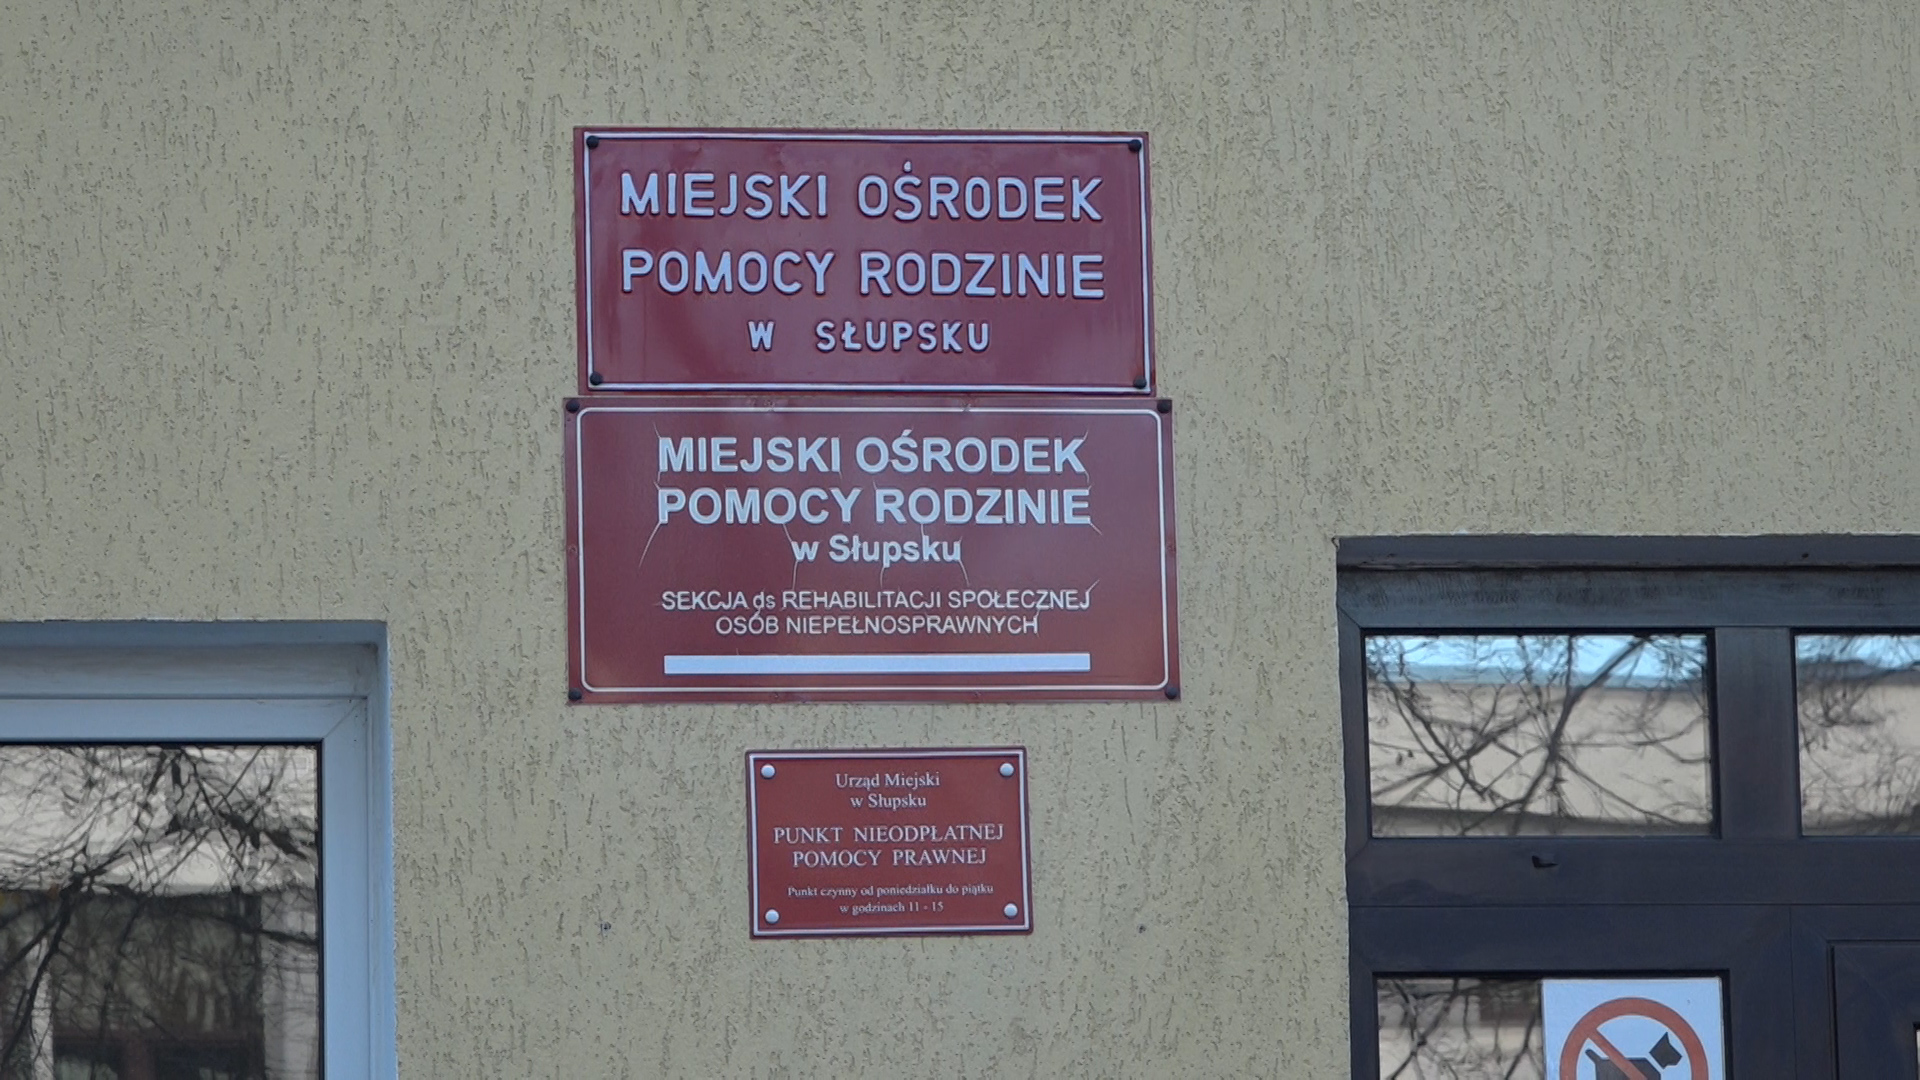 MIEJSKI OŚRODEK
POMOCY RODZINIE
W SŁUPSKU
MIEJSKI OŚRODEK
POMOCY RODZINIE
w Słupsku
SEKCJA ds REHABILITACJI SPOŁECZNEJ
OSÓB NIEPEŁNOSPRAWNYCH
Urząd Miejski
w Słupsku
PUNKT NIEODPŁATNEJ
POMOCY PRAWNEJ
Punkt czynny od poniedziałku do piątku
w godzinach 11 - 15